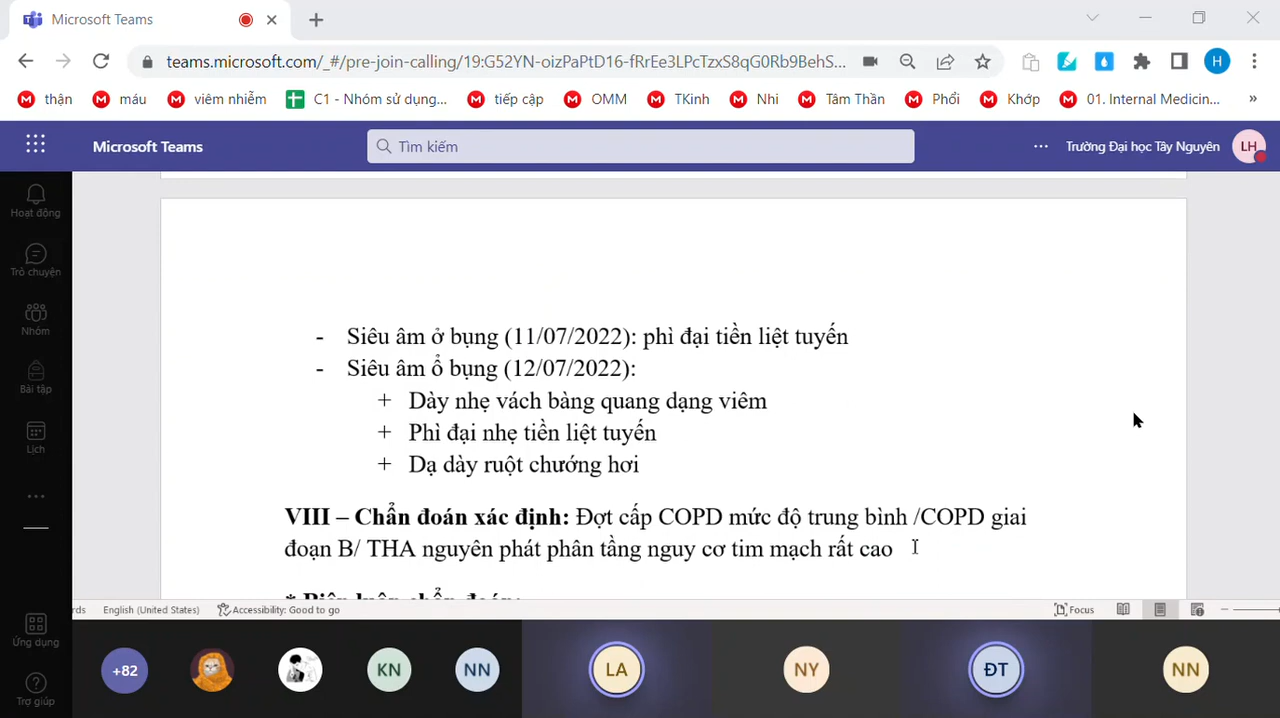 Microsoft Teams
teams.microsoft.com/_#/pre-join-calling/19:G52YN-oizPaPtD16-fRrEe3LPcTzxS8qG0Rb9BehS...
H
thận
máu
viêm nhiễm
C1 - Nhóm sử dụng...
tiếp cập
OMM
TKinh
Nhi
Tâm Thần
Phổi
Khớp
01. Internal Medicin...
»
Microsoft Teams
Tìm kiếm
Trường Đại học Tây Nguyên
LH
Hoạt động
Trò chuyện
Nhóm
Bài tập
Lịch
Ứng dụng
Trợ giúp
- Siêu âm ở bụng (11/07/2022): phì đại tiền liệt tuyến
- Siêu âm ổ bụng (12/07/2022):
+ Dày nhẹ vách bàng quang dạng viêm
+ Phì đại nhẹ tiền liệt tuyến
+ Dạ dày ruột chướng hơi
VIII – Chẩn đoán xác định: Đợt cấp COPD mức độ trung bình /COPD giai
đoạn B/ THA nguyên phát phân tầng nguy cơ tim mạch rất cao
* Biện luận chẩn đoán:
rds
English (United States)
Accessibility: Good to go
Focus
+82
KN
NN
LA
NY
ĐT
NN